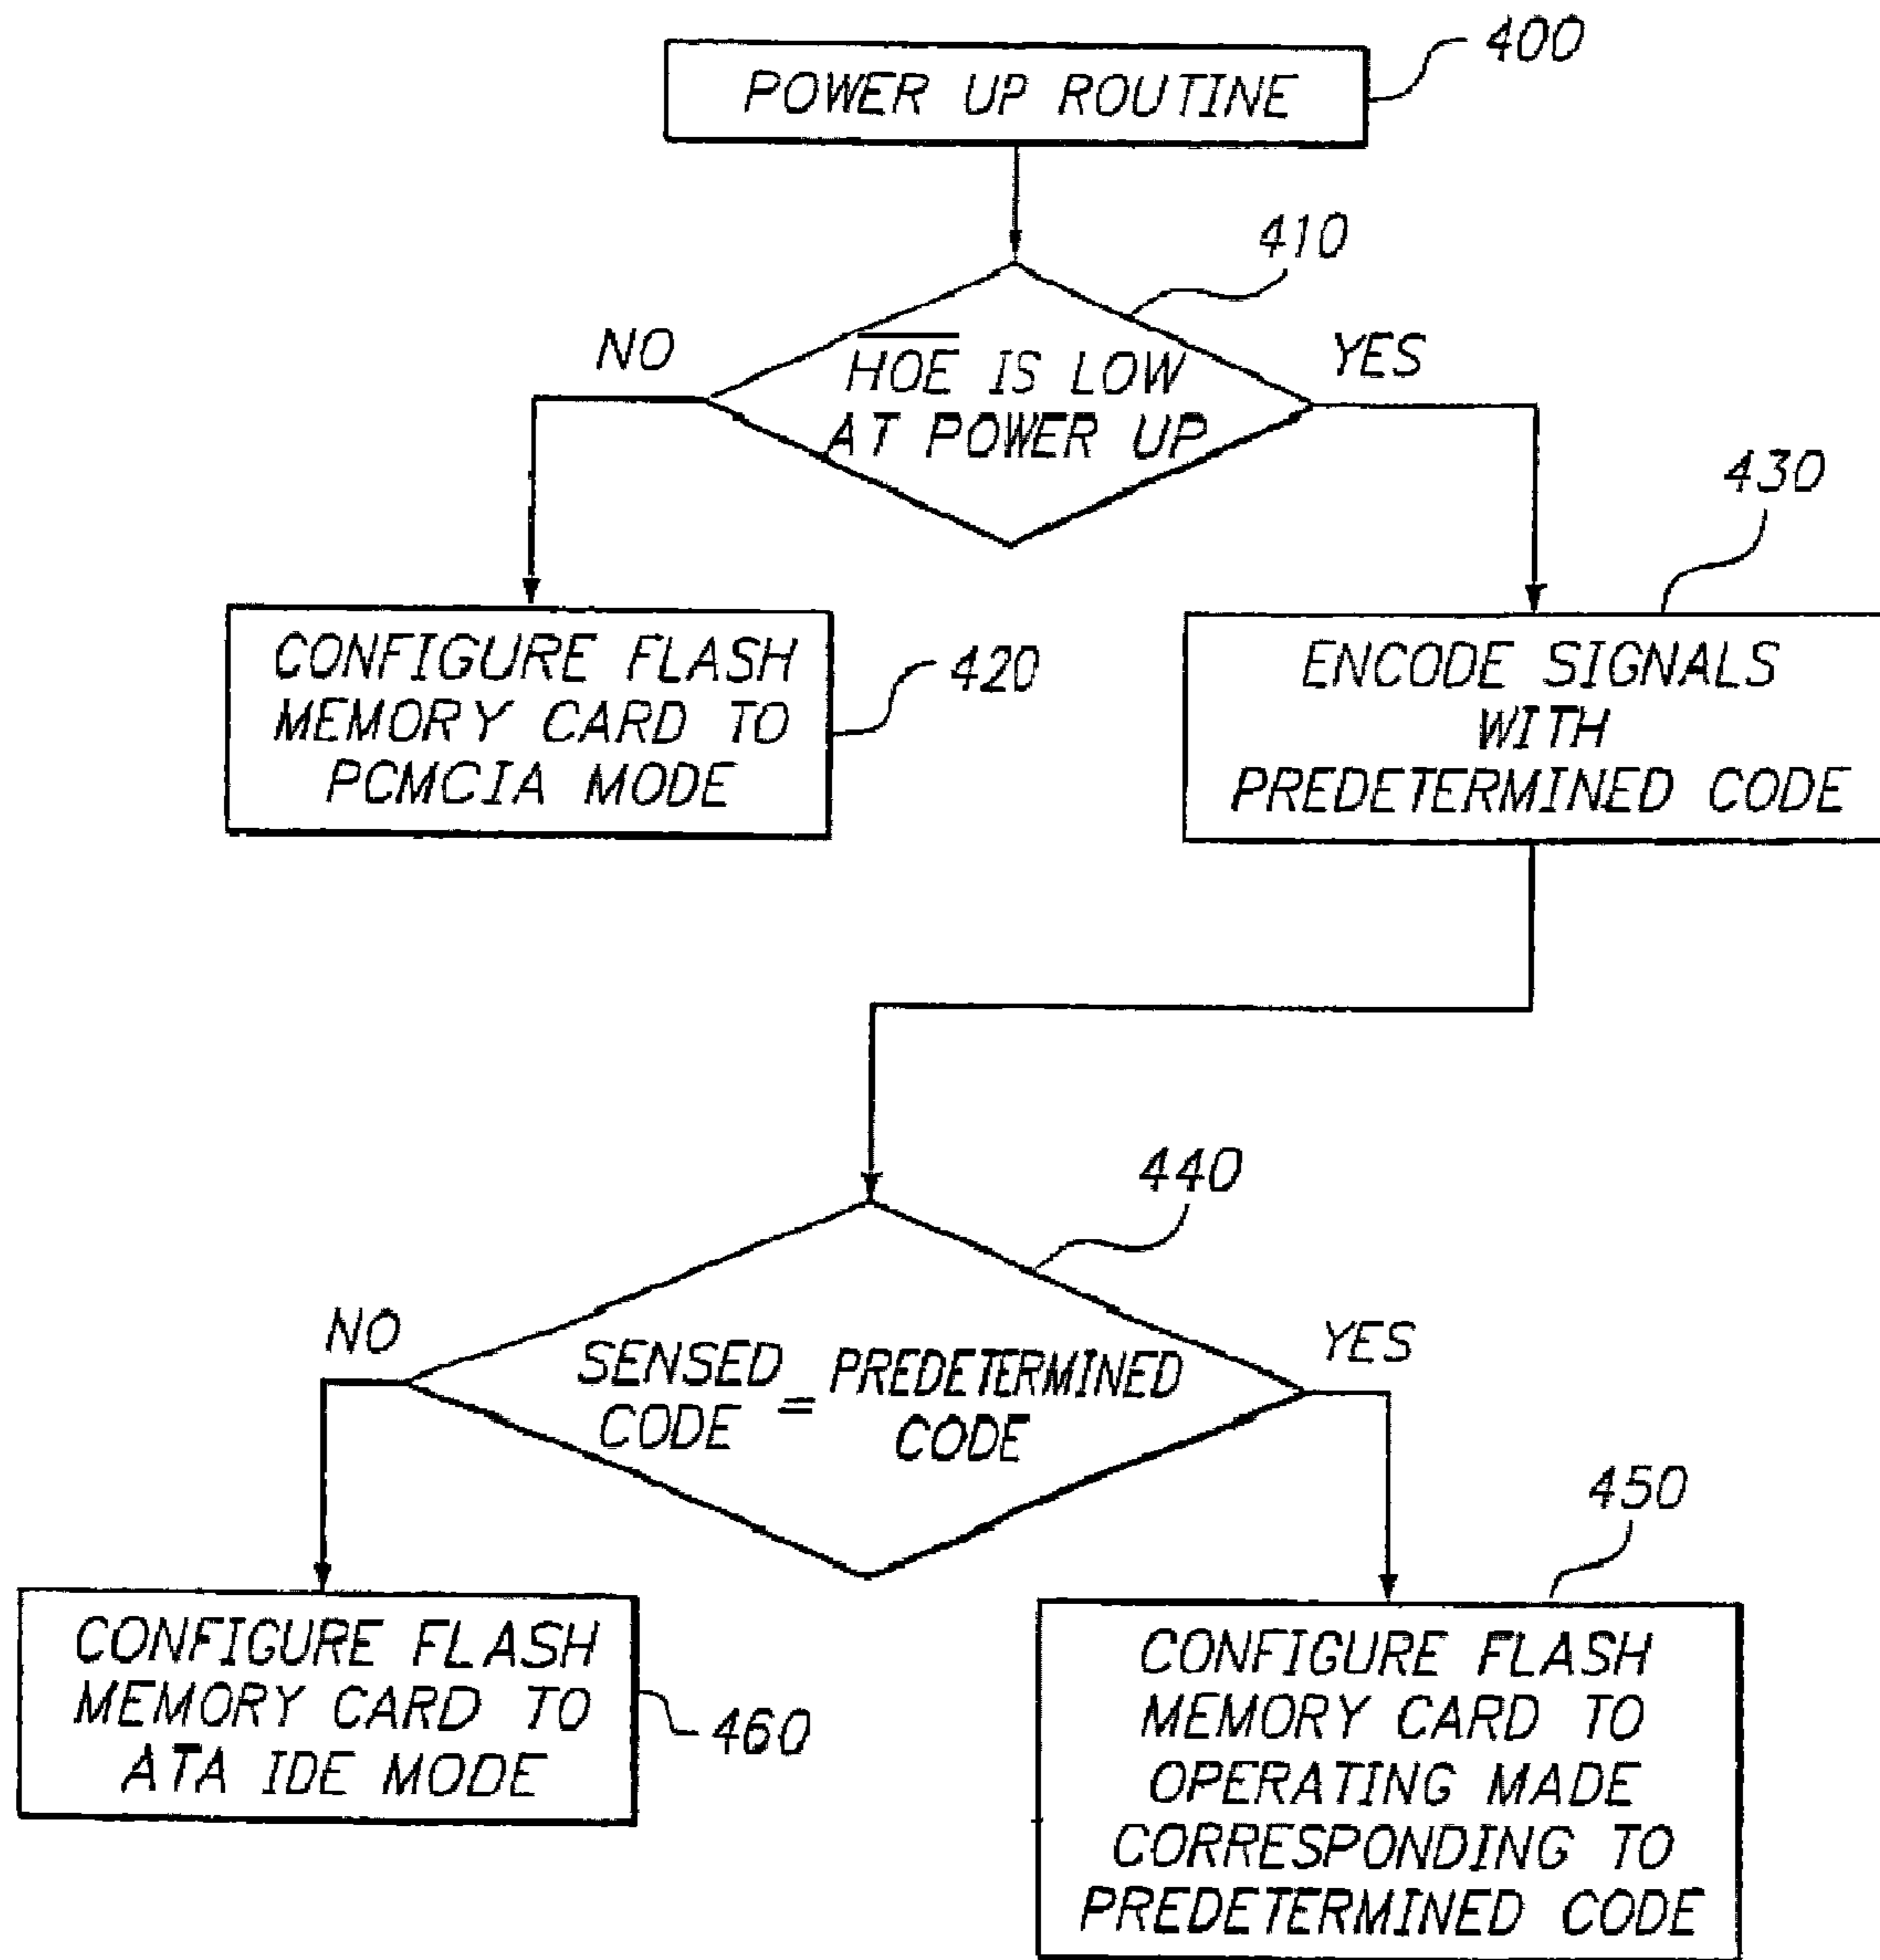 POWER UP ROUTINE
400
410
NO
H̅O̅E̅ IS LOW
AT POWER UP
YES
430
CONFIGURE FLASH
MEMORY CARD TO
PCMCIA MODE
420
ENCODE SIGNALS
WITH
PREDETERMINED CODE
440
NO
SENSED
CODE
=
PREDETERMINED
CODE
YES
450
CONFIGURE FLASH
MEMORY CARD TO
ATA IDE MODE
460
CONFIGURE FLASH
MEMORY CARD TO
OPERATING MADE
CORRESPONDING TO
PREDETERMINED CODE